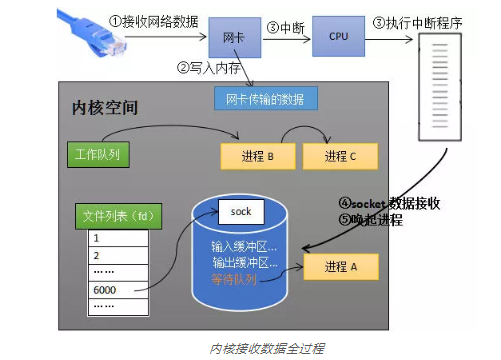 ①接收网络数据
网卡
③中断
CPU
③执行中断程序
②写入内存
内核空间
网卡传输的数据
工作队列
进程 B
进程 C
④socket 数据接收
⑤唤起进程
文件列表（fd）
sock
1
2
……
6000
……
输入缓冲区...
输出缓冲区...
等待队列
进程 A
内核接收数据全过程